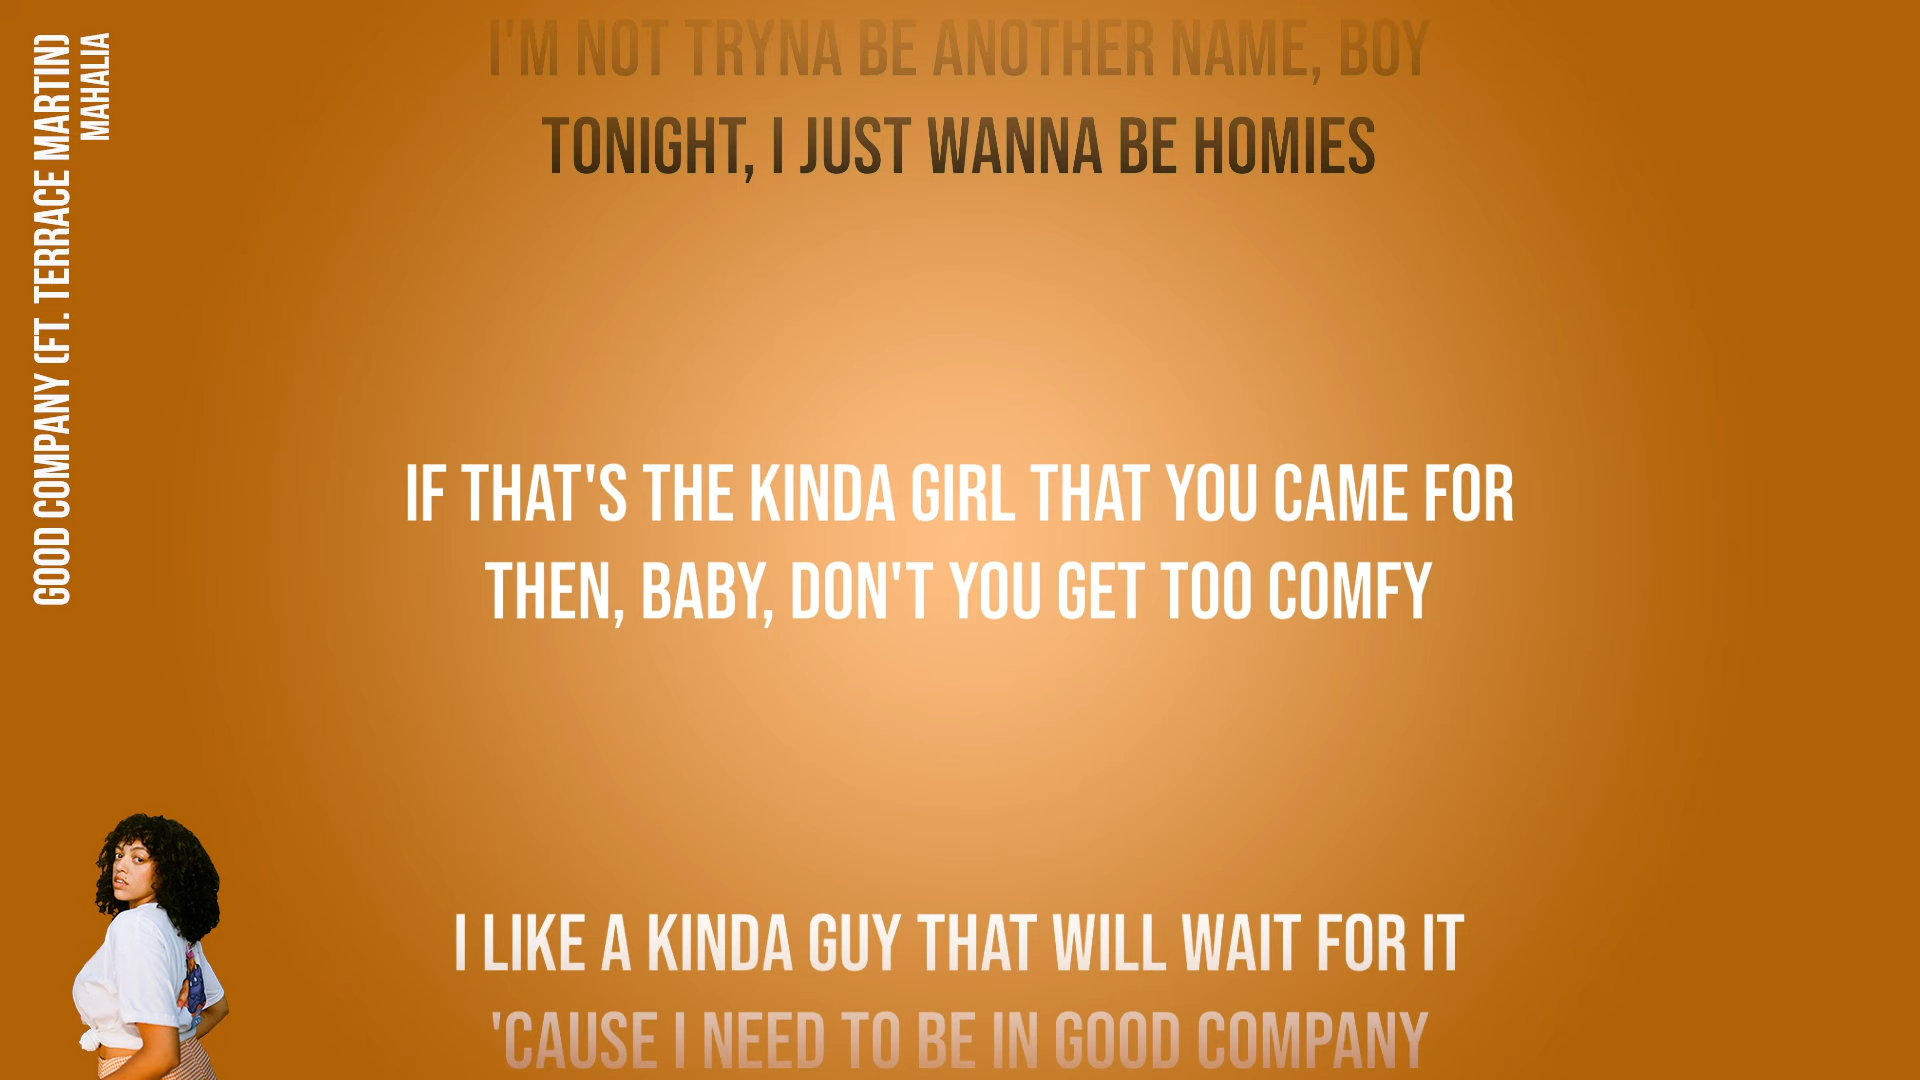 GOOD COMPANY (FT. TERRACE MARTIN)
MAHALIA
I'M NOT TRYNA BE ANOTHER NAME, BOY
TONIGHT, I JUST WANNA BE HOMIES
IF THAT'S THE KINDA GIRL THAT YOU CAME FOR
THEN, BABY, DON'T YOU GET TOO COMFY
I LIKE A KINDA GUY THAT WILL WAIT FOR IT
'CAUSE I NEED TO BE IN GOOD COMPANY